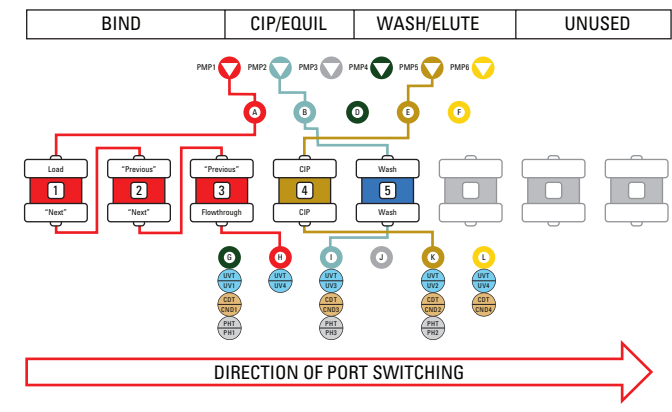 BIND CIP/EQUIL WASH/ELUTE UNUSED
PMP1 PMP2 PMP3 PMP4 PMP5 PMP6
A B D E F
Load "Previous" "Previous" CIP Wash
1 2 3 4 5
"Next" "Next" Flowthrough CIP Wash
G H I J K L
UVT UVT UVT UVT UVT
UV1 UV4 UV3 UV2 UV4
CDT CDT CDT CDT
CND1 CND3 CND2 CND4
PHT PHT PHT
PH1 PH3 PH2
DIRECTION OF PORT SWITCHING